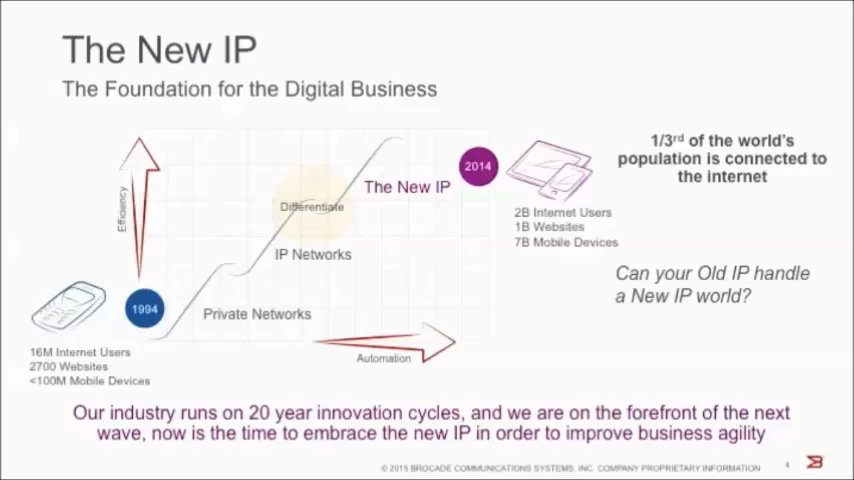 The New IP
The Foundation for the Digital Business
Efficiency
Differentiate
The New IP
IP Networks
Private Networks
Automation
1994
16M Internet Users
2700 Websites
<100M Mobile Devices
2014
2B Internet Users
1B Websites
7B Mobile Devices
1/3rd of the world's
population is connected to
the internet
Can your Old IP handle
a New IP world?
Our industry runs on 20 year innovation cycles, and we are on the forefront of the next
wave, now is the time to embrace the new IP in order to improve business agility
© 2015 BROCADE COMMUNICATIONS SYSTEMS, INC. COMPANY PROPRIETARY INFORMATION